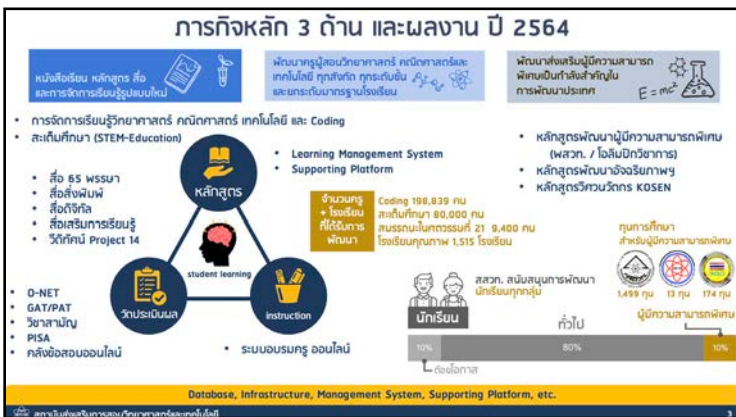 ภารกิจหลัก 3 ด้าน และผลงาน ปี 2564
หนังสือเรียน หลักสูตร สื่อ
และการจัดการเรียนรู้รูปแบบใหม่
พัฒนาครูผู้สอนวิทยาศาสตร์ คณิตศาสตร์และ
เทคโนโลยี ทุกสังกัด ทุกระดับชั้น
และยกระดับมาตรฐานโรงเรียน
พัฒนาส่งเสริมผู้มีความสามารถ
พิเศษเป็นกำลังสำคัญใน
การพัฒนาประเทศ
E=mc²
• การจัดการเรียนรู้วิทยาศาสตร์ คณิตศาสตร์ เทคโนโลยี และ Coding
• สะเต็มศึกษา (STEM-Education)
• สื่อ 65 พรรษา
• สื่อสิ่งพิมพ์
• สื่อดิจิทัล
• สื่อเสริมการเรียนรู้
• วีดิทัศน์ Project 14
หลักสูตร
student learning
วัดประเมินผล
instruction
• O-NET
• GAT/PAT
• วิชาสามัญ
• PISA
• คลังข้อสอบออนไลน์
• Learning Management System
• Supporting Platform
จำนวนครู
+ โรงเรียน
ที่ได้รับการ
พัฒนา
Coding 198,839 คน
สะเต็มศึกษา 80,000 คน
สมรรถนะในศตวรรษที่ 21 9,400 คน
โรงเรียนคุณภาพ 1,515 โรงเรียน
• ระบบอบรมครู ออนไลน์
• หลักสูตรพัฒนาผู้มีความสามารถพิเศษ
(พสวท. / โอลิมปิกวิชาการ)
• หลักสูตรพัฒนาอัจฉริยภาพฯ
• หลักสูตรวิศวนวัตกร KOSEN
ทุนการศึกษา
สำหรับผู้มีความสามารถพิเศษ
1,499 ทุน
13 ทุน
174 ทุน
สสวท. สนับสนุนการพัฒนา
นักเรียนทุกกลุ่ม
นักเรียน
ทั่วไป
ผู้มีความสามารถพิเศษ
10%
80%
10%
ด้อยโอกาส
Database, Infrastructure, Management System, Supporting Platform, etc.
สถาบันส่งเสริมการสอนวิทยาศาสตร์และเทคโนโลยี
3